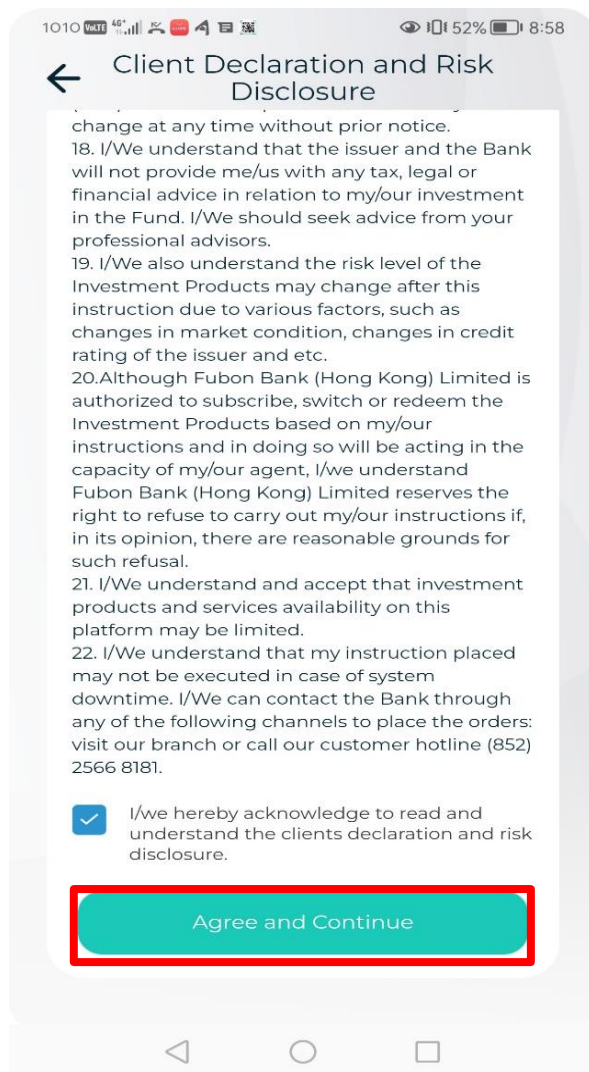 1010 VoLTE 4G+ 52% 8:58
Client Declaration and Risk
Disclosure
change at any time without prior notice.
18. I/We understand that the issuer and the Bank
will not provide me/us with any tax, legal or
financial advice in relation to my/our investment
in the Fund. I/We should seek advice from your
professional advisors.
19. I/We also understand the risk level of the
Investment Products may change after this
instruction due to various factors, such as
changes in market condition, changes in credit
rating of the issuer and etc.
20.Although Fubon Bank (Hong Kong) Limited is
authorized to subscribe, switch or redeem the
Investment Products based on my/our
instructions and in doing so will be acting in the
capacity of my/our agent, I/we understand
Fubon Bank (Hong Kong) Limited reserves the
right to refuse to carry out my/our instructions if,
in its opinion, there are reasonable grounds for
such refusal.
21. I/We understand and accept that investment
products and services availability on this
platform may be limited.
22. I/We understand that my instruction placed
may not be executed in case of system
downtime. I/We can contact the Bank through
any of the following channels to place the orders:
visit our branch or call our customer hotline (852)
2566 8181.
I/we hereby acknowledge to read and
understand the clients declaration and risk
disclosure.
Agree and Continue